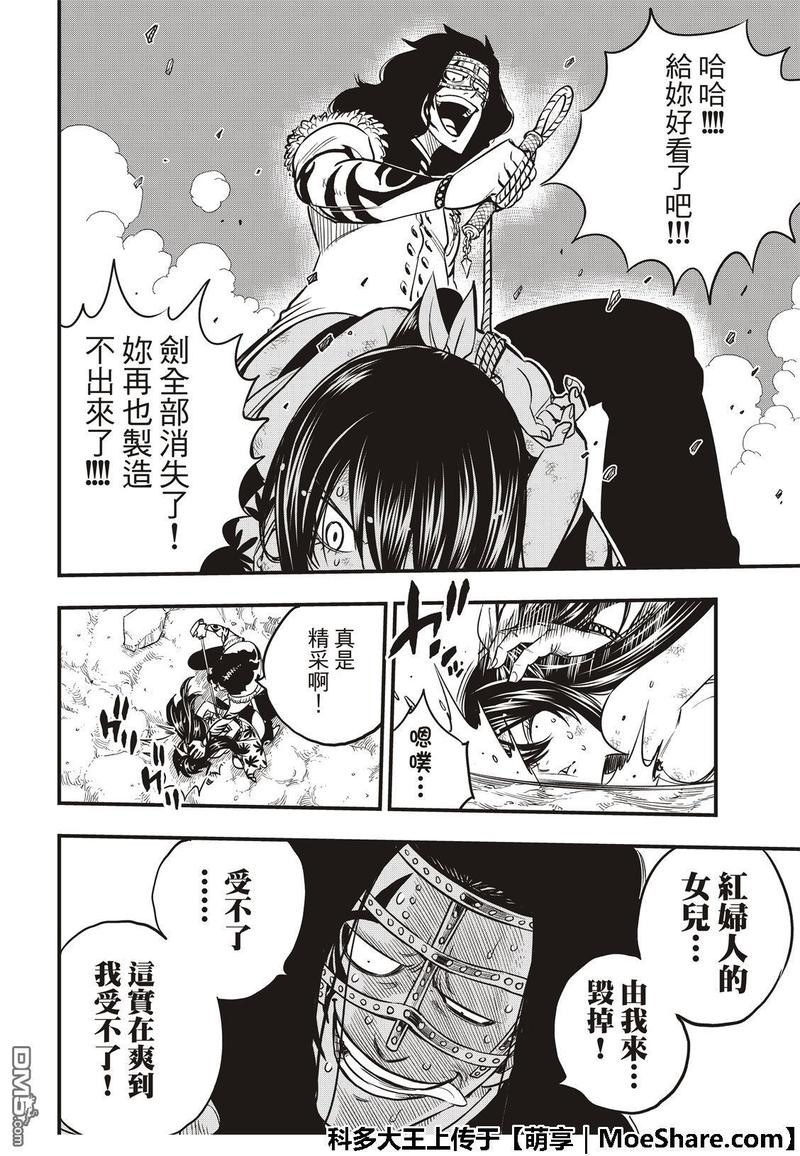 哈哈!!!!
給妳好看了吧!!!
劍全部消失了!
妳再也製造
不出來了!!!!
嗯噗…
真是
精采啊!
紅婦人的
女兒…
由我來…
毀掉!
受不了
……
這實在爽到
我受不了!
DM5.com
科多大王上传于【萌享｜MoeShare.com】